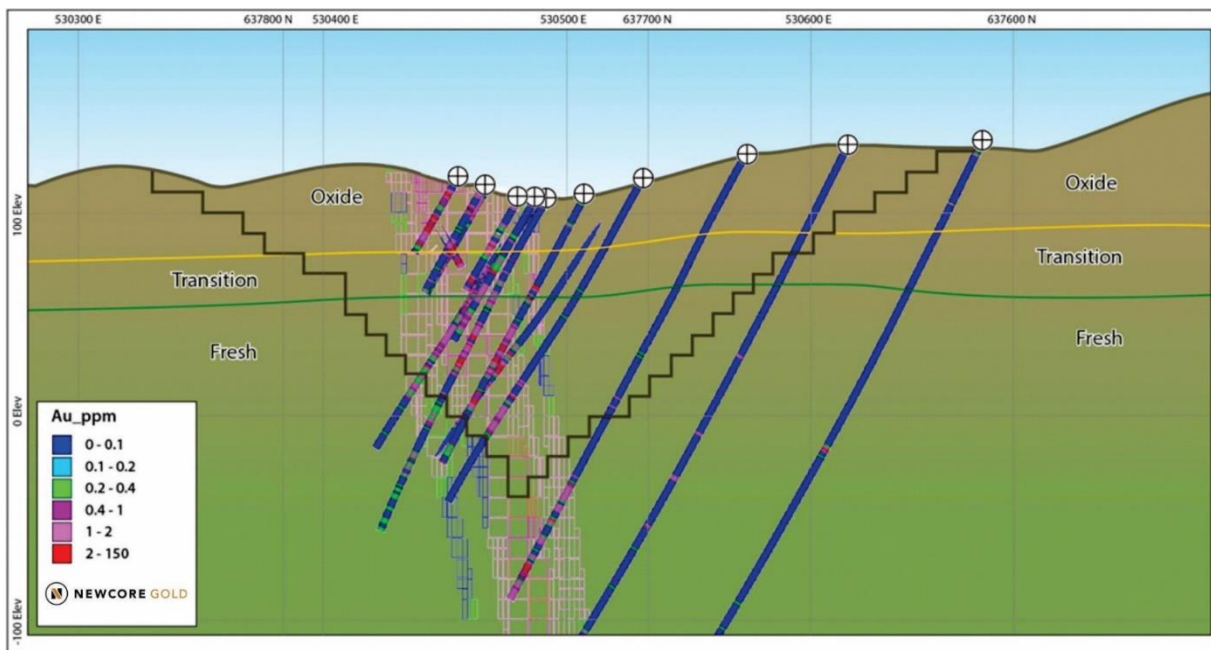 530300 E 637800 N 530400 E 530500 E 637700 N 530600 E 637600 N
Oxide Oxide
100 Elev
Transition Transition
Fresh Fresh
0 Elev
Au_ppm
0 - 0.1
0.1 - 0.2
0.2 - 0.4
0.4 - 1
1 - 2
2 - 150
NEWCORE GOLD
-100 Elev